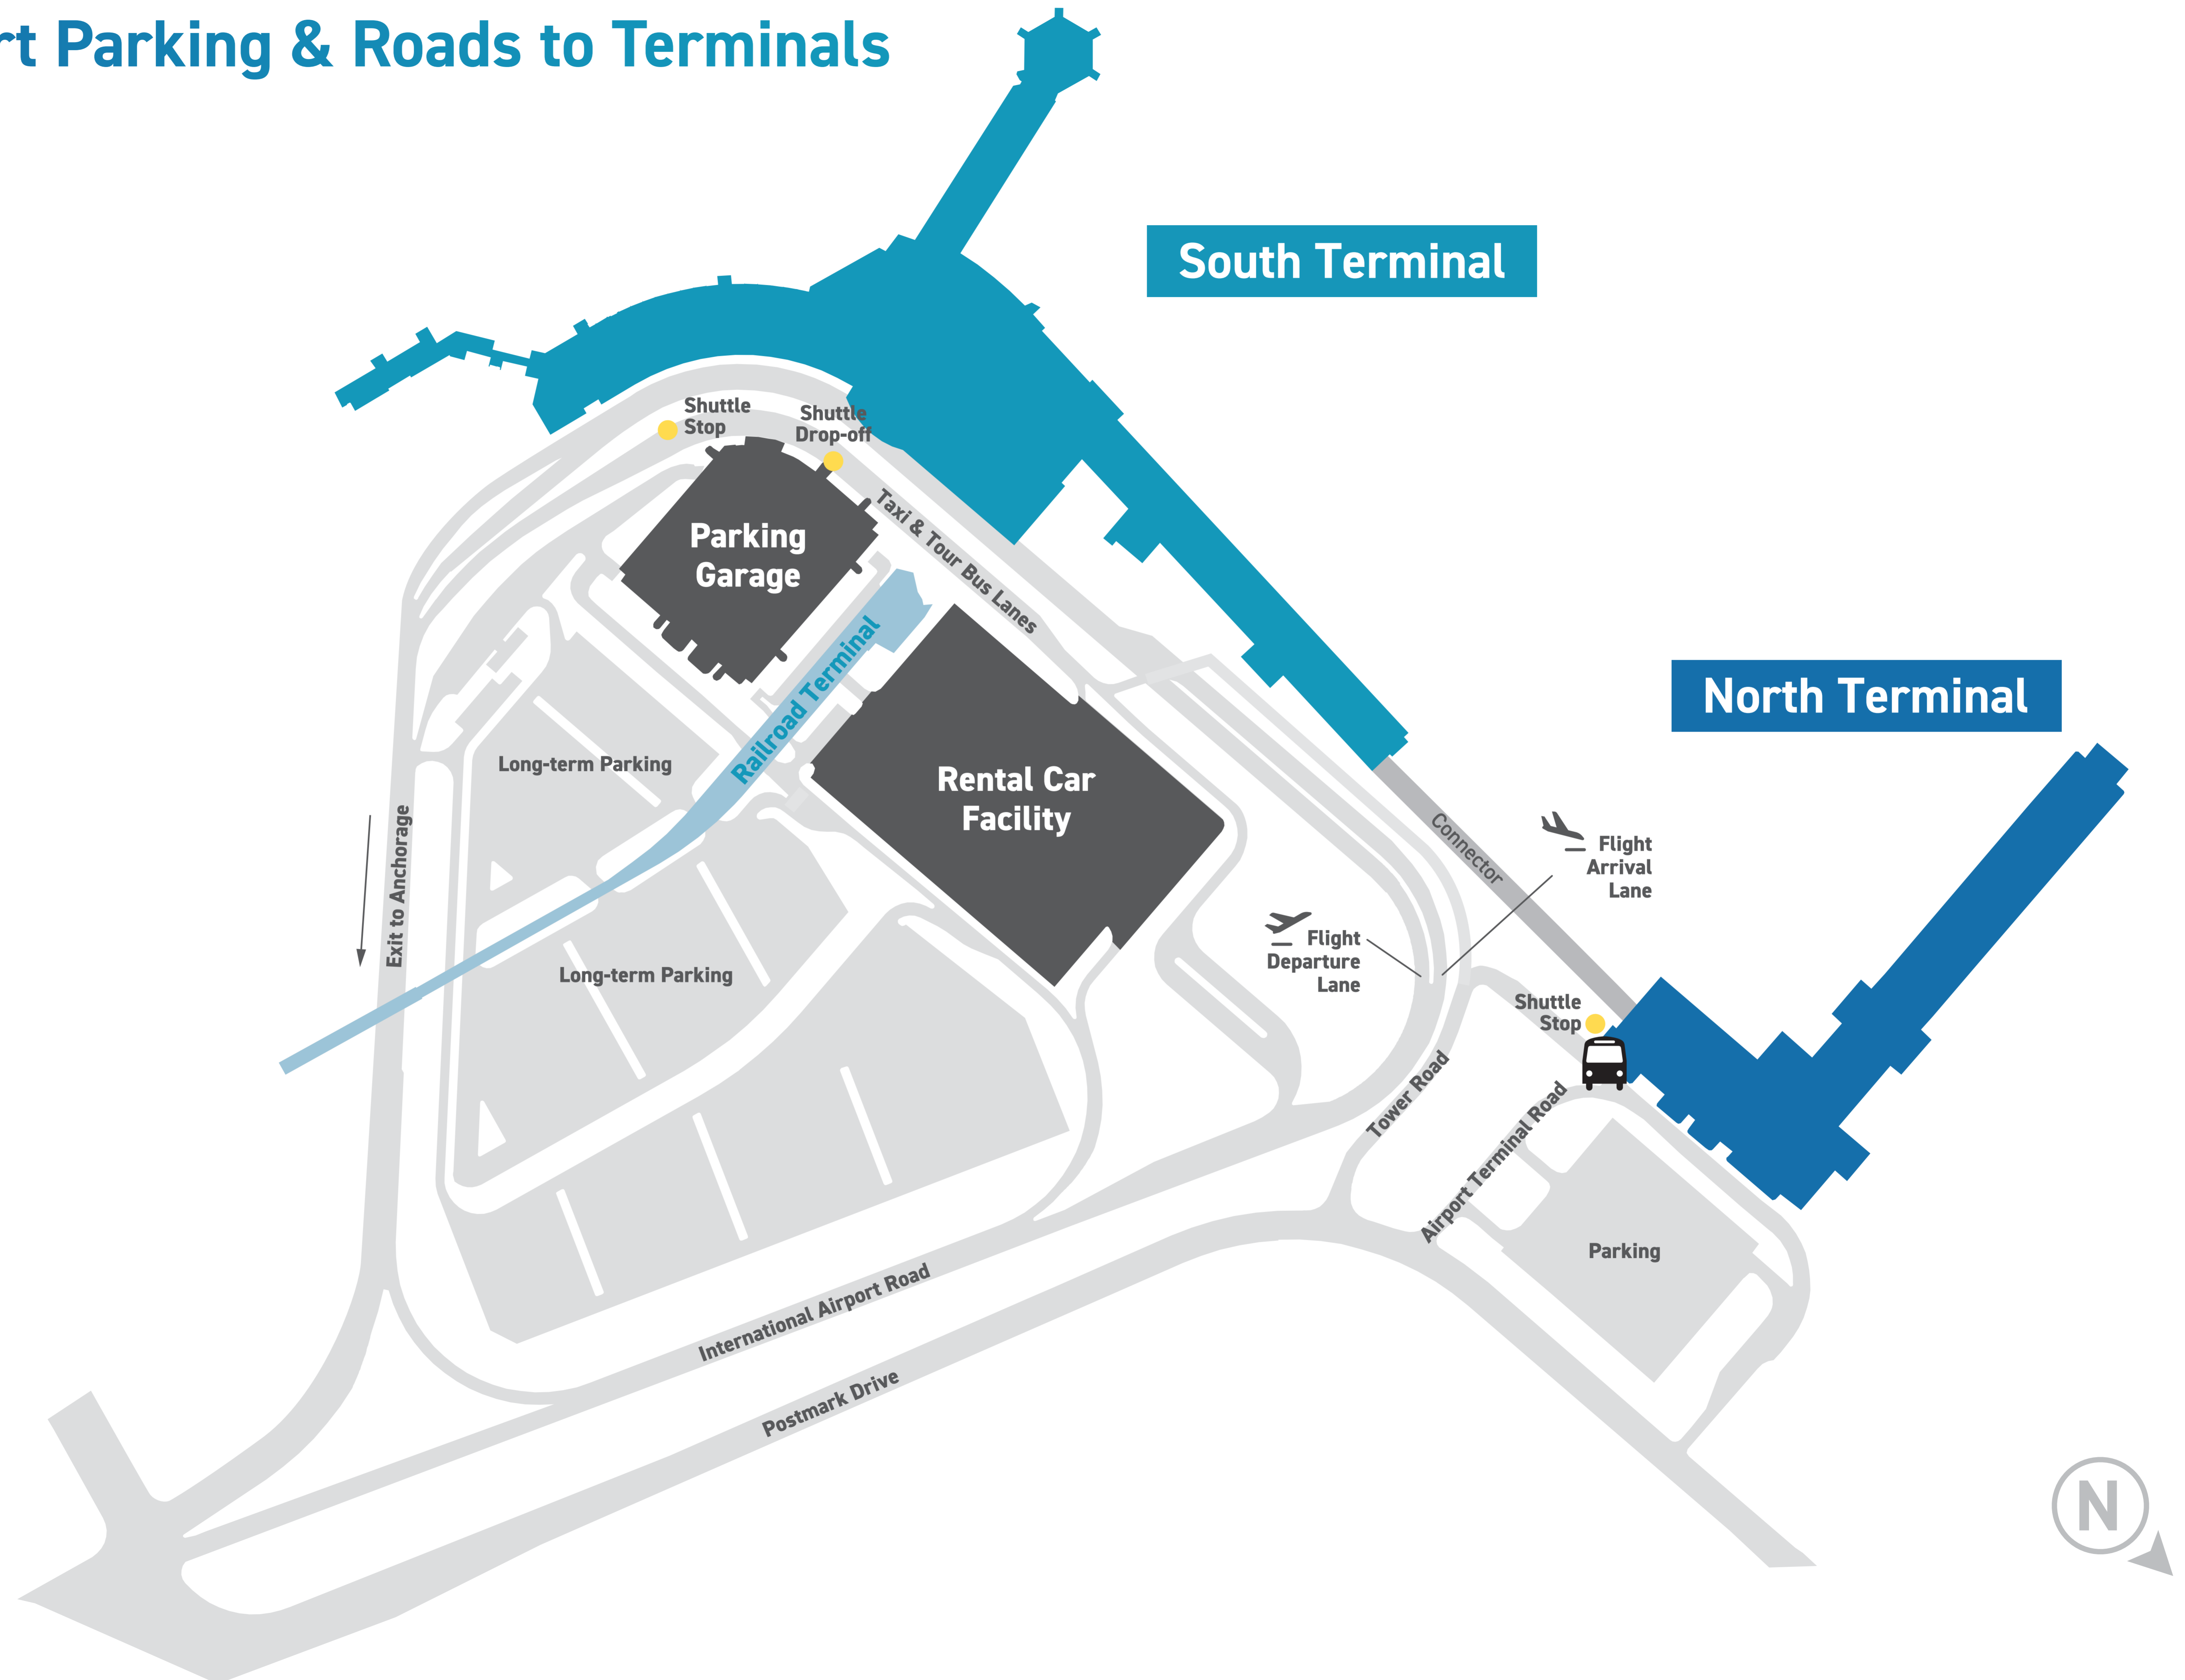 rt Parking & Roads to Terminals
South Terminal
Shuttle
Stop
Shuttle
Drop-off
Taxi & Tour Bus Lanes
Parking
Garage
Railroad Terminal
North Terminal
Long-term Parking
Rental Car
Facility
Exit to Anchorage
Connector
Flight
Arrival
Lane
Flight
Departure
Lane
Long-term Parking
Shuttle
Stop
Tower Road
Airport Terminal Road
Parking
International Airport Road
Postmark Drive
N